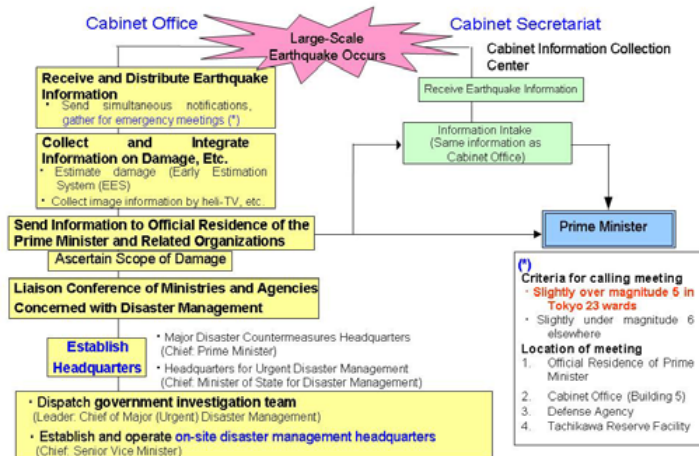 Cabinet Office
Large-Scale
Earthquake Occurs
Cabinet Secretariat
Cabinet Information Collection
Center
Receive and Distribute Earthquake
Information
• Send simultaneous notifications,
gather for emergency meetings (*)
Receive Earthquake Information
Collect and Integrate
Information on Damage, Etc.
• Estimate damage (Early Estimation
System (EES)
• Collect image information by heli-TV, etc.
Information Intake
(Same information as
Cabinet Office)
Send Information to Official Residence of the
Prime Minister and Related Organizations
Prime Minister
Ascertain Scope of Damage
Liaison Conference of Ministries and Agencies
Concerned with Disaster Management
Establish
Headquarters
• Major Disaster Countermeasures Headquarters
(Chief: Prime Minister)
• Headquarters for Urgent Disaster Management
(Chief: Minister of State for Disaster Management)
• Dispatch government investigation team
(Leader: Chief of Major (Urgent) Disaster Management)
• Establish and operate on-site disaster management headquarters
(Chief: Senior Vice Minister)
(*)
Criteria for calling meeting
• Slightly over magnitude 5 in
Tokyo 23 wards
• Slightly under magnitude 6
elsewhere
Location of meeting
1. Official Residence of Prime
Minister
2. Cabinet Office (Building 5)
3. Defense Agency
4. Tachikawa Reserve Facility